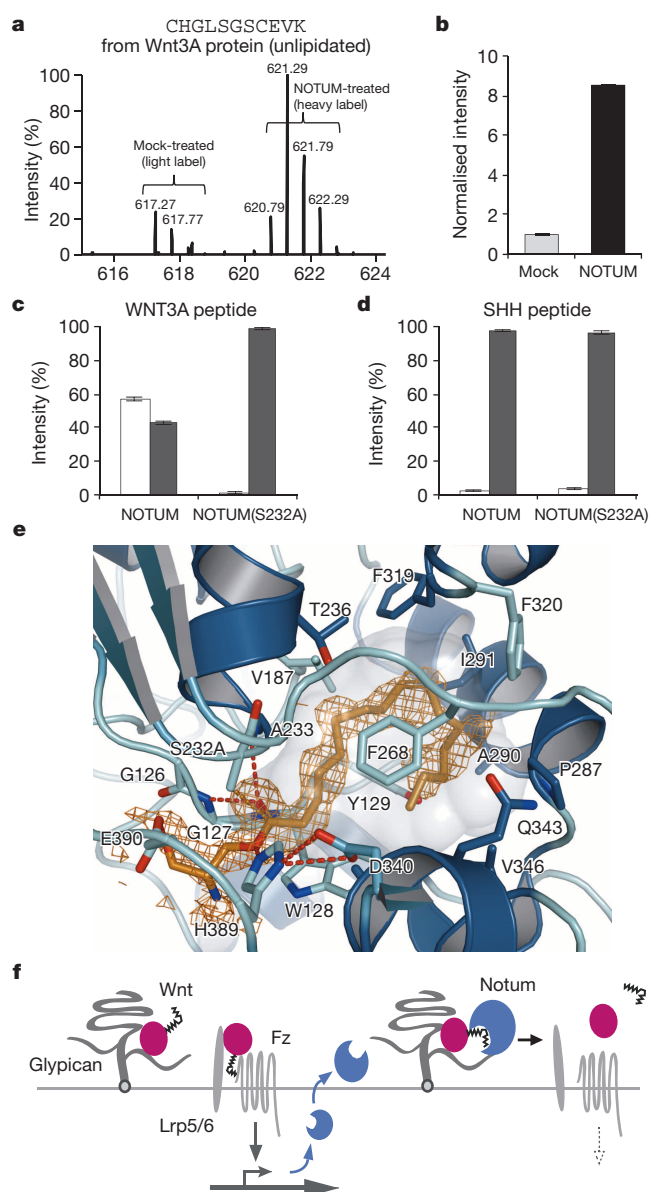 a
CHGLSGSCEVK
from Wnt3A protein (unlipidated)
Intensity (%)
100
80
60
40
20
0
621.29
NOTUM-treated
(heavy label)
Mock-treated
(light label)
621.79
617.27
617.77
620.79
622.29
616
618
620
622
624
b
Normalised intensity
10
8
6
4
2
0
Mock
NOTUM
c
WNT3A peptide
Intensity (%)
100
80
60
40
20
0
NOTUM
NOTUM(S232A)
d
SHH peptide
Intensity (%)
100
80
60
40
20
0
NOTUM
NOTUM(S232A)
e
F319
F320
T236
V187
I291
A233
S232A
F268
A290
G126
P287
Y129
G127
E390
Q343
D340
V346
W128
H389
f
Wnt
Notum
Fz
Glypican
Lrp5/6